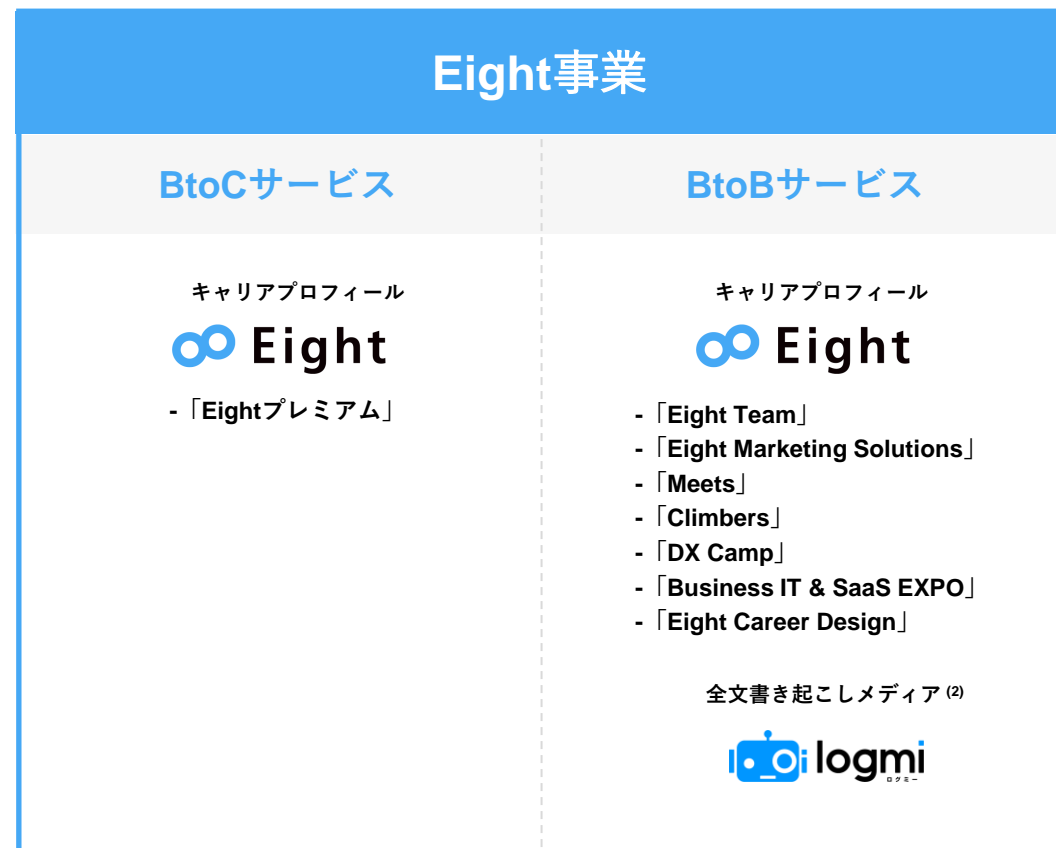 Eight事業
BtoCサービス
キャリアプロフィール
Eight
-「Eightプレミアム」
BtoBサービス
キャリアプロフィール
Eight
-「Eight Team」
-「Eight Marketing Solutions」
-「Meets」
-「Climbers」
-「DX Camp」
-「Business IT & SaaS EXPO」
-「Eight Career Design」
全文書き起こしメディア (2)
logmi
ログミー